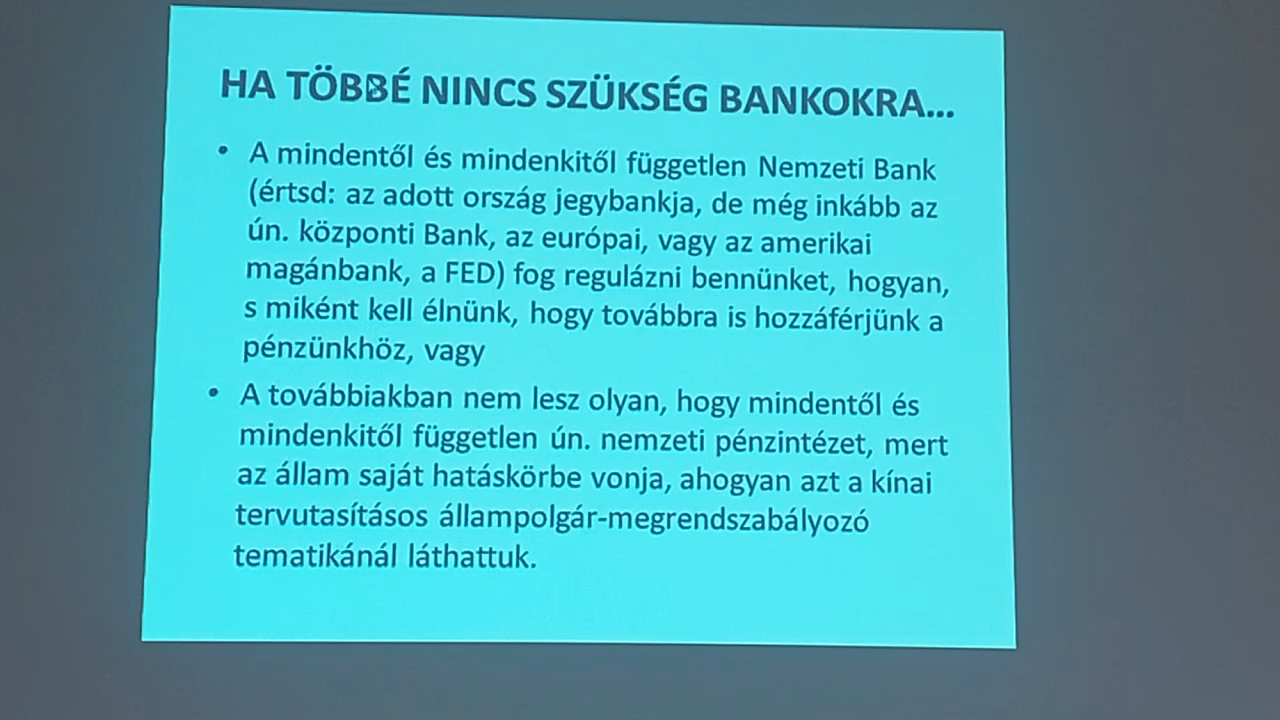 HA TÖBBÉ NINCS SZÜKSÉG BANKOKRA...
• A mindentől és mindenkitől független Nemzeti Bank
(értsd: az adott ország jegybankja, de még inkább az
ún. központi Bank, az európai, vagy az amerikai
magánbank, a FED) fog regulázni bennünket, hogyan,
s miként kell élnünk, hogy továbbra is hozzáférjünk a
pénzünkhöz, vagy
• A továbbiakban nem lesz olyan, hogy mindentől és
mindenkitől független ún. nemzeti pénzintézet, mert
az állam saját hatáskörbe vonja, ahogyan azt a kínai
tervutasításos állampolgár-megrendszabályozó
tematikánál láthattuk.